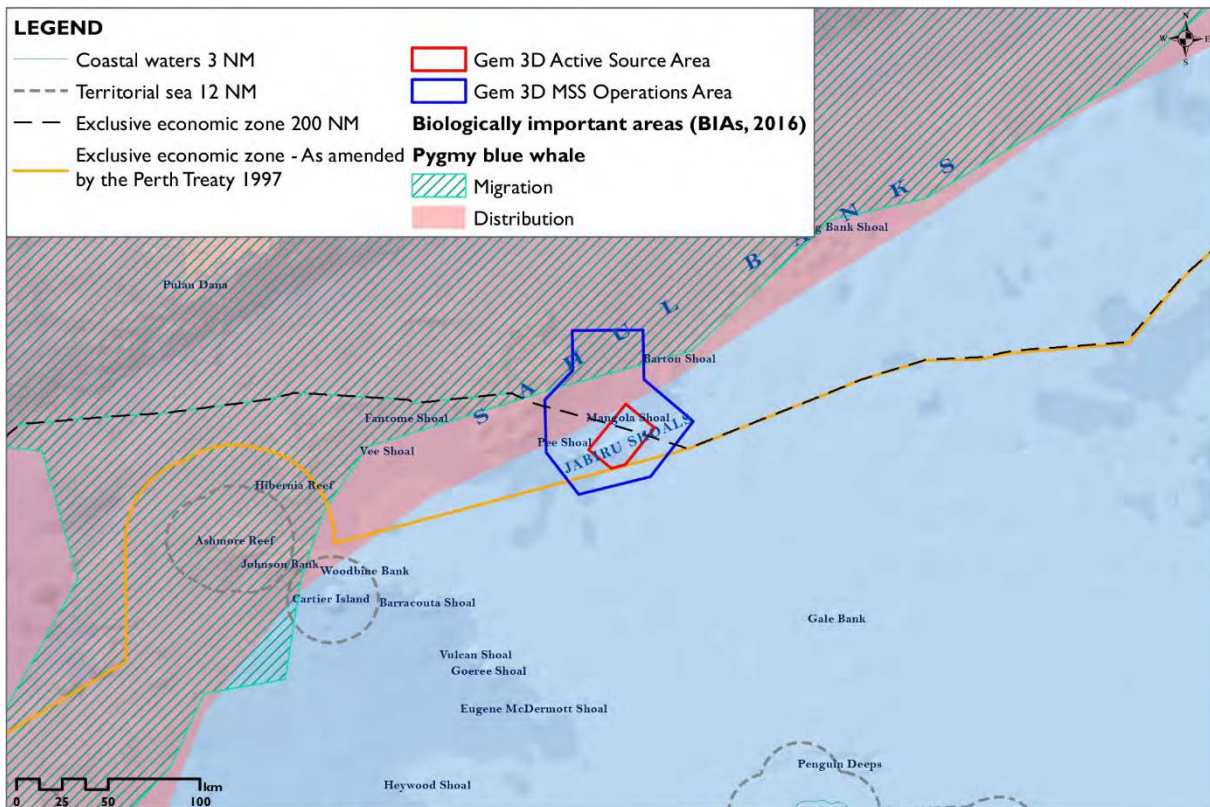 LEGEND
Coastal waters 3 NM
Territorial sea 12 NM
Exclusive economic zone 200 NM
Exclusive economic zone - As amended
by the Perth Treaty 1997
Gem 3D Active Source Area
Gem 3D MSS Operations Area
Biologically important areas (BIAs, 2016)
Pygmy blue whale
Migration
Distribution
N
W E
S
SAHUL BANKS
g Bank Shoal
Pulau Dana
Barton Shoal
Fantome Shoal
Mangola Shoal
Pee Shoal
JABIRU SHOALS
Vee Shoal
Hibernia Reef
Ashmore Reef
Johnson Bank
Woodbine Bank
Cartier Island
Barracouta Shoal
Gale Bank
Vulcan Shoal
Goeree Shoal
Eugene McDermott Shoal
Penguin Deeps
Heywood Shoal
km
0 25 50 100